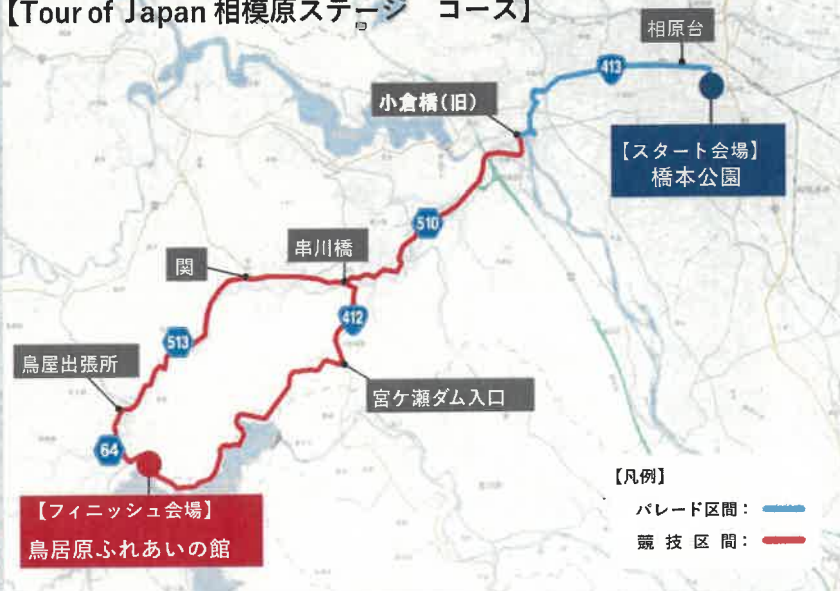 【Tour of Japan 相模原ステージ　コース】
相原台
413
小倉橋(旧)
【スタート会場】
橋本公園
510
串川橋
関
412
513
鳥屋出張所
宮ケ瀬ダム入口
64
【フィニッシュ会場】
鳥居原ふれあいの館
【凡例】
パレード区間：
競 技 区 間：